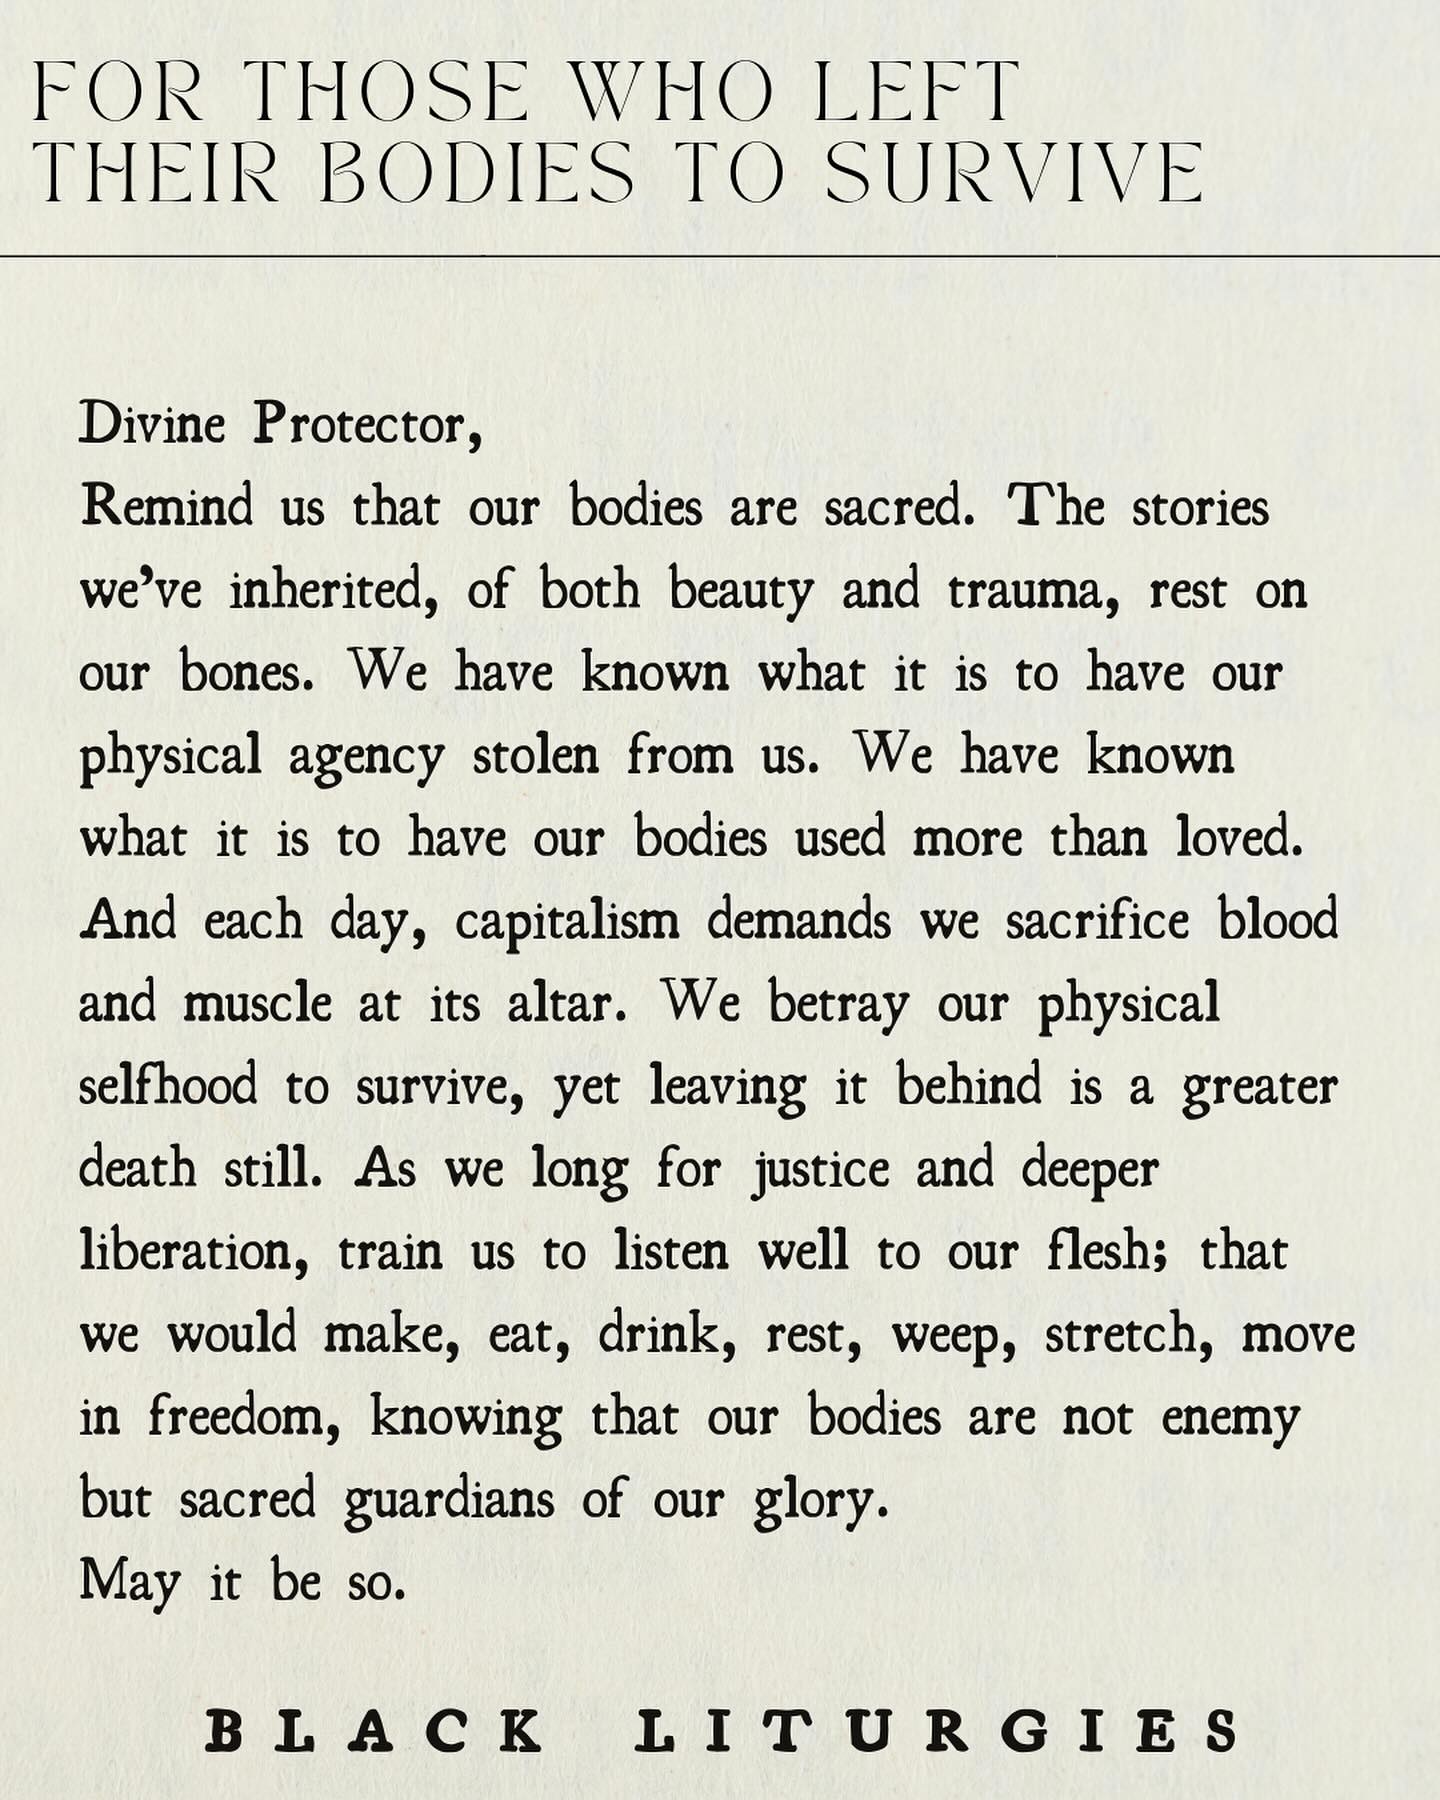 FOR THOSE WHO LEFT
THEIR BODIES TO SURVIVE
Divine Protector,
Remind us that our bodies are sacred. The stories
we’ve inherited, of both beauty and trauma, rest on
our bones. We have known what it is to have our
physical agency stolen from us. We have known
what it is to have our bodies used more than loved.
And each day, capitalism demands we sacrifice blood
and muscle at its altar. We betray our physical
selfhood to survive, yet leaving it behind is a greater
death still. As we long for justice and deeper
liberation, train us to listen well to our flesh; that
we would make, eat, drink, rest, weep, stretch, move
in freedom, knowing that our bodies are not enemy
but sacred guardians of our glory.
May it be so.
BLACK LITURGIES